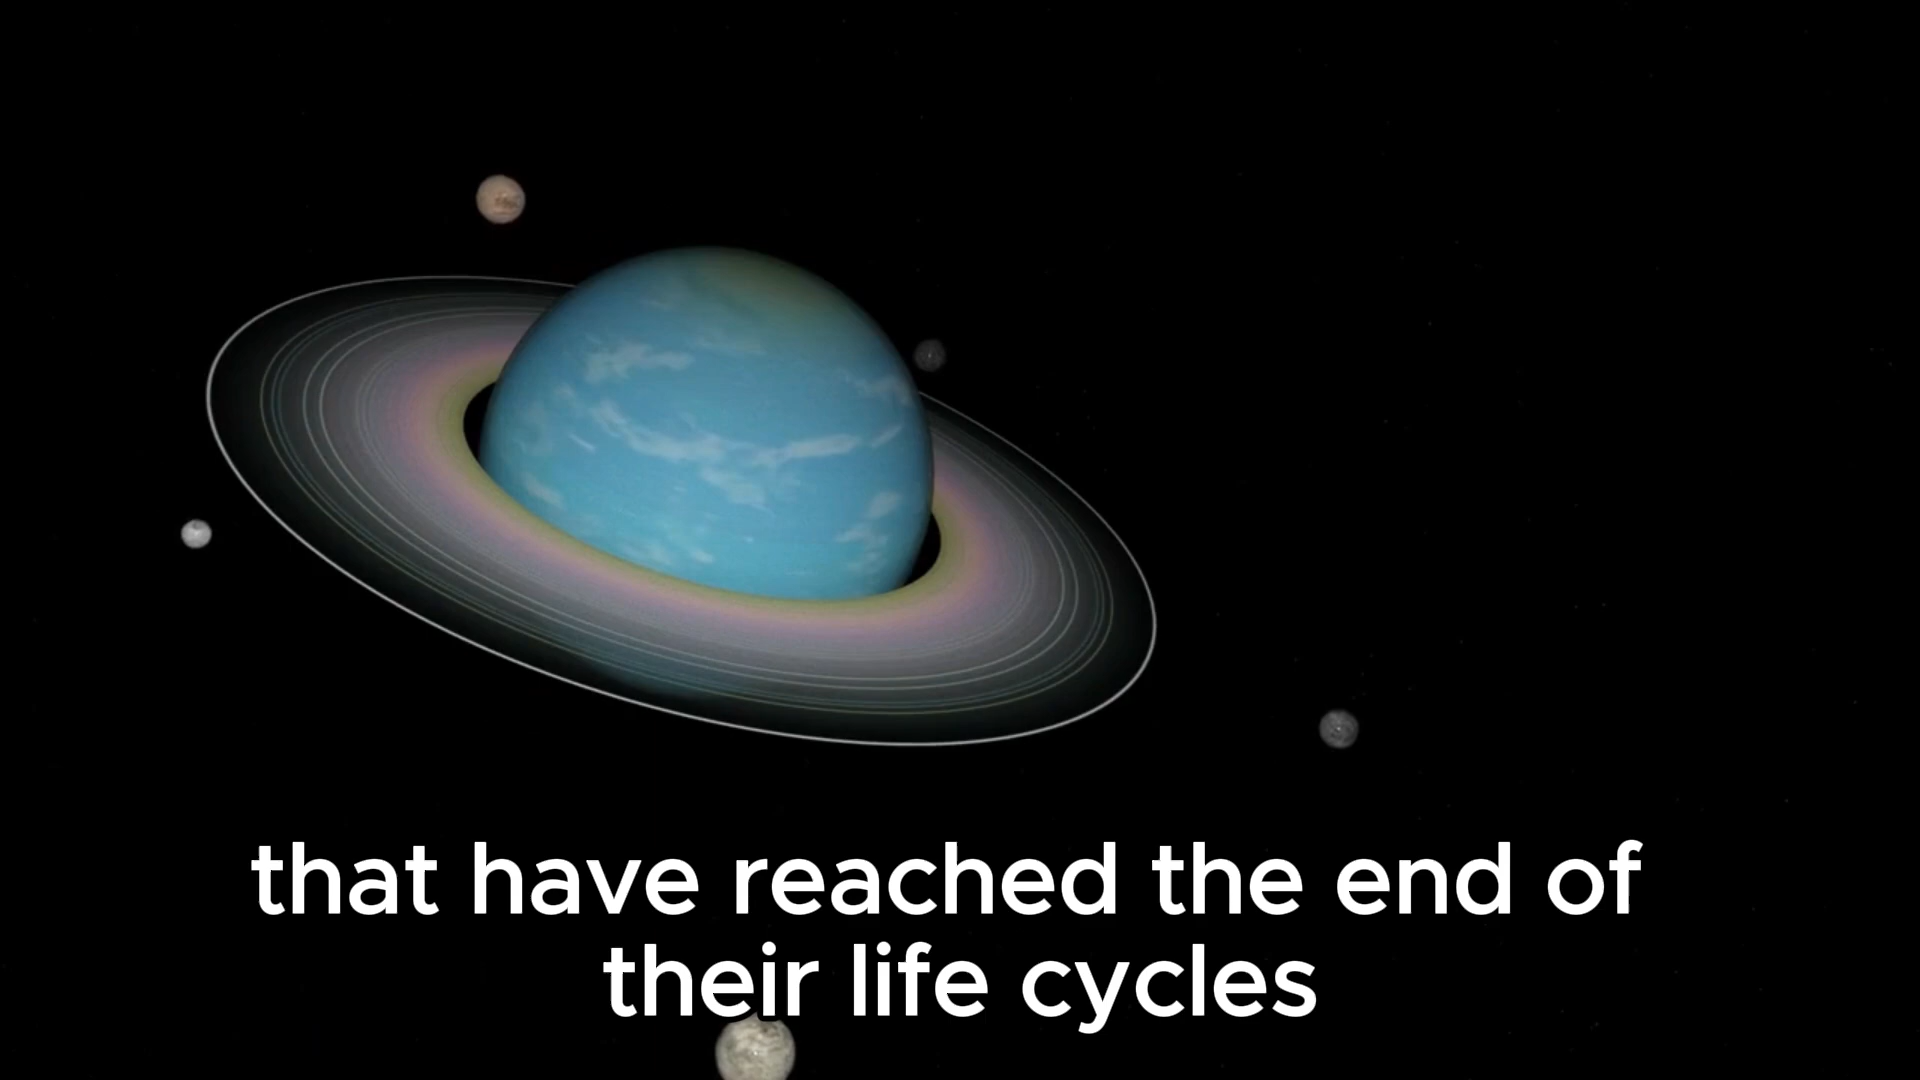 that have reached the end of
their life cycles